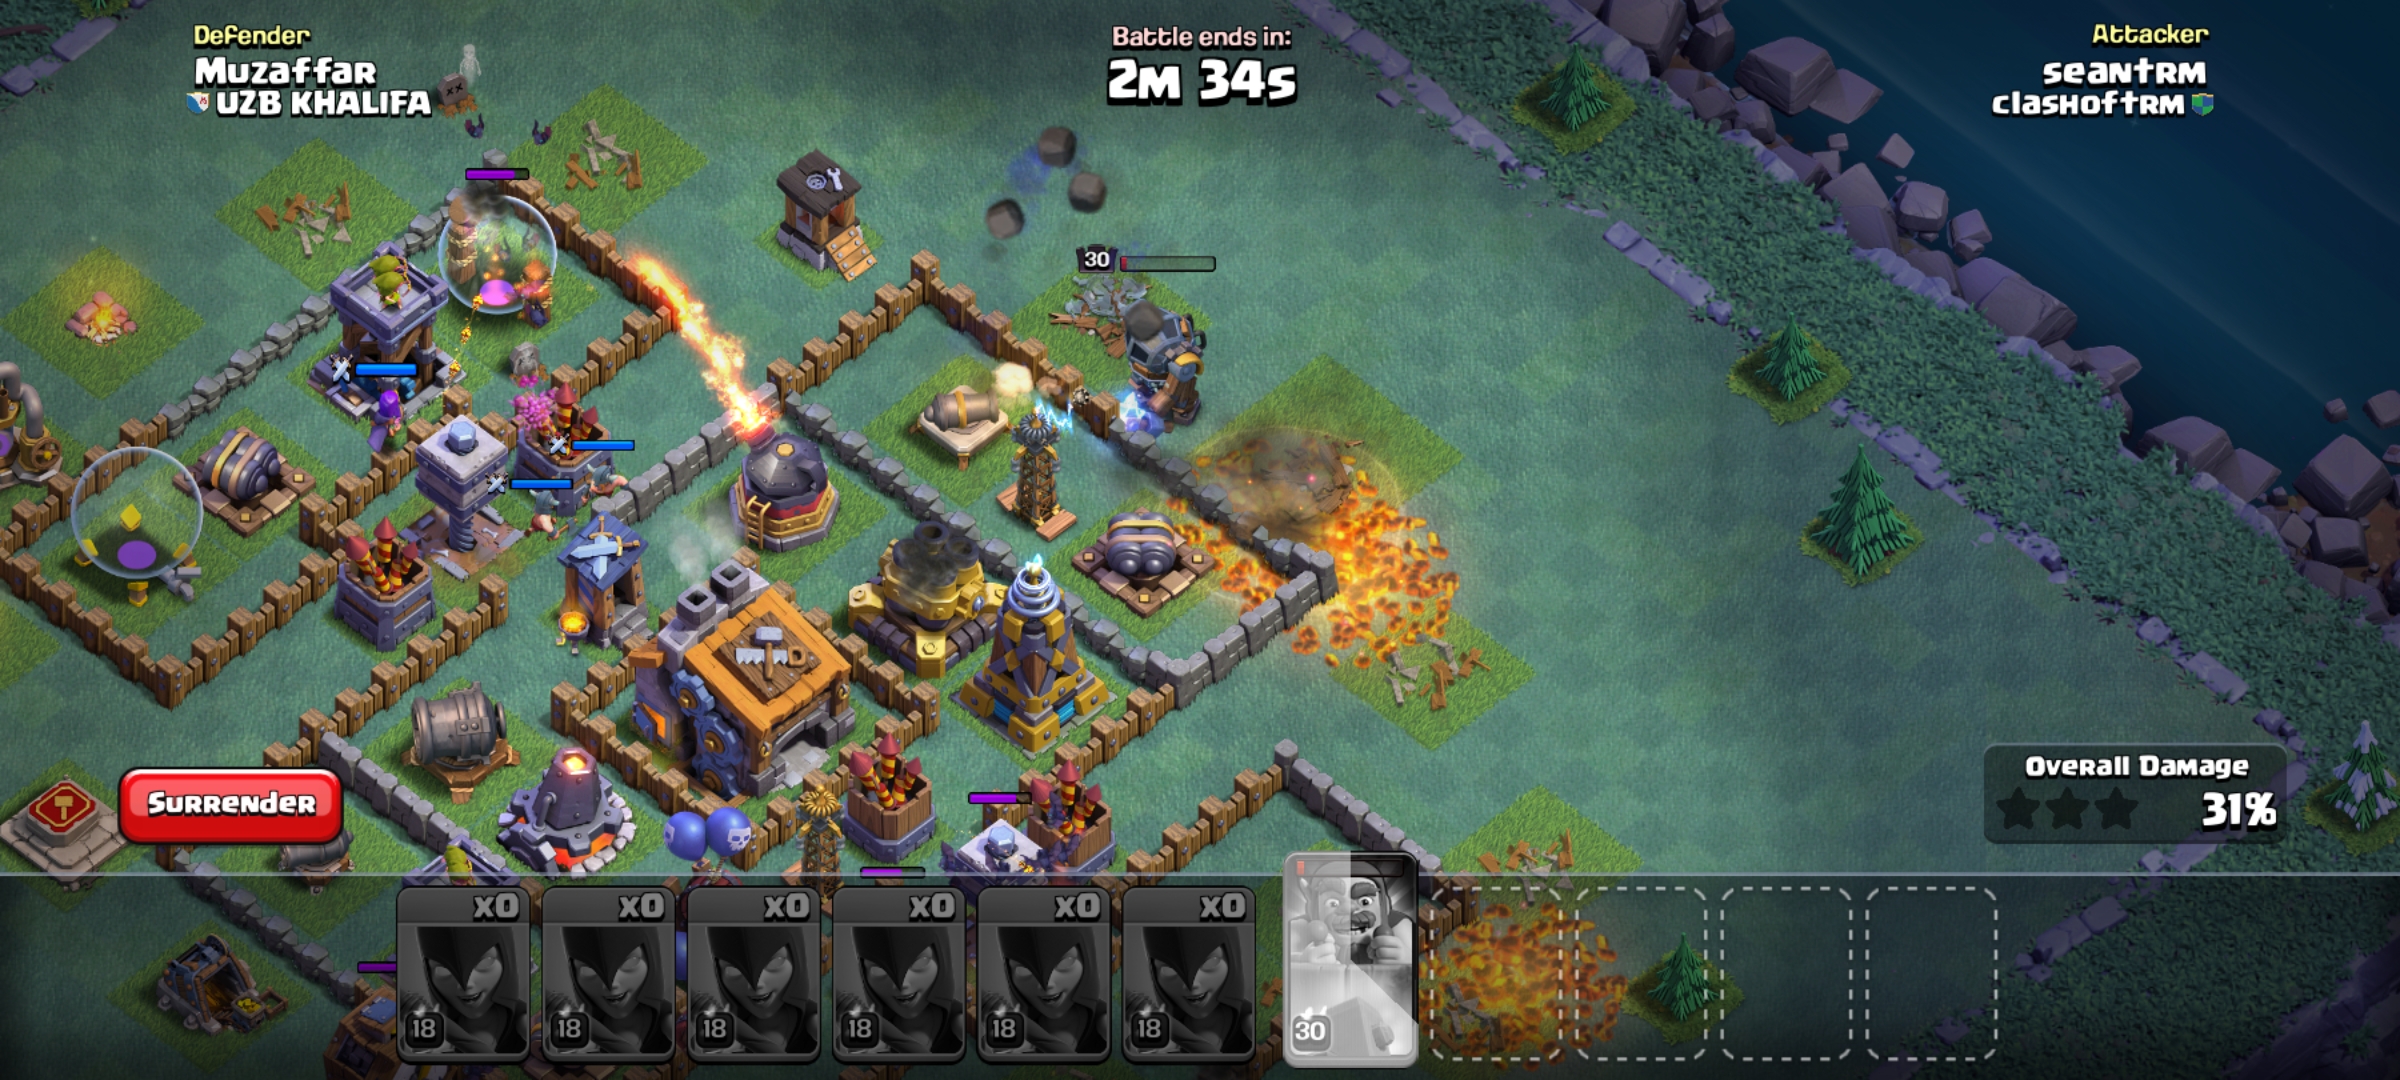 Defender
Muzaffar
UZB KHALIFA
Battle ends in:
2M 34s
Attacker
seantrm
clashoftrm
30
Overall Damage
31%
Surrender
x0
x0
x0
x0
x0
x0
18
18
18
18
18
18
30